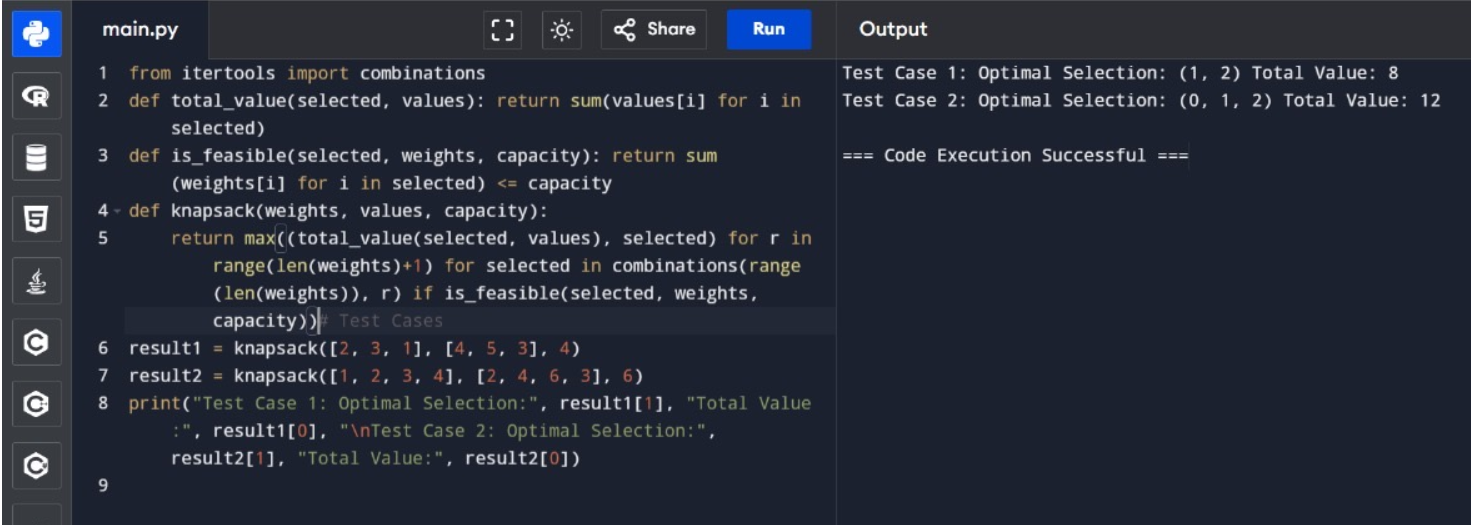 main.py
Share
Run
Output
1 from itertools import combinations
2 def total_value(selected, values): return sum(values[i] for i in
selected)
3 def is_feasible(selected, weights, capacity): return sum
(weights[i] for i in selected) <= capacity
4 def knapsack(weights, values, capacity):
5 return max((total_value(selected, values), selected) for r in
range(len(weights)+1) for selected in combinations(range
(len(weights)), r) if is_feasible(selected, weights,
capacity))# Test Cases
6 result1 = knapsack([2, 3, 1], [4, 5, 3], 4)
7 result2 = knapsack([1, 2, 3, 4], [2, 4, 6, 3], 6)
8 print("Test Case 1: Optimal Selection:", result1[1], "Total Value
:", result1[0], "\nTest Case 2: Optimal Selection:",
result2[1], "Total Value:", result2[0])
9
Test Case 1: Optimal Selection: (1, 2) Total Value: 8
Test Case 2: Optimal Selection: (0, 1, 2) Total Value: 12
=== Code Execution Successful ===